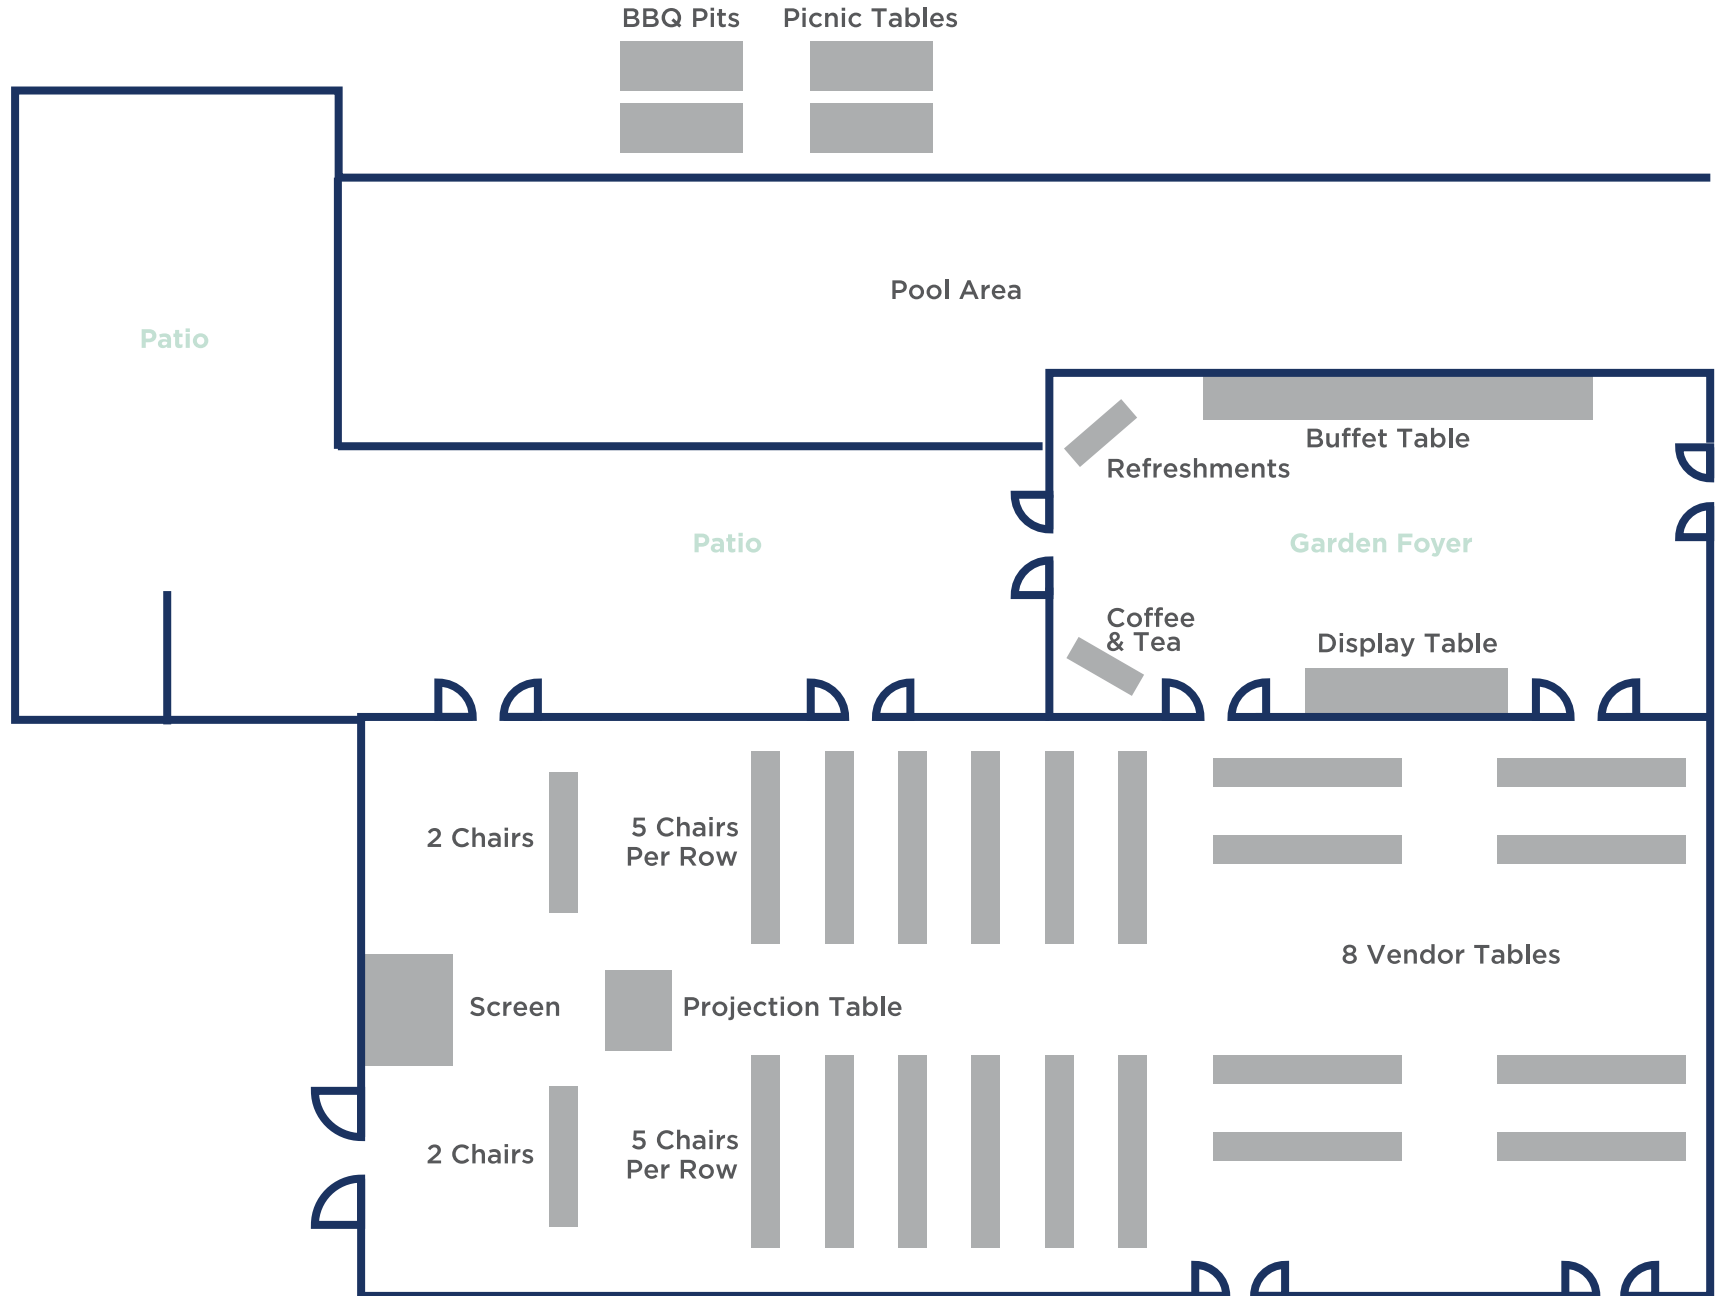 BBQ Pits
Picnic Tables
Pool Area
Patio
Buffet Table
Refreshments
Patio
Garden Foyer
Coffee
& Tea
Display Table
2 Chairs
5 Chairs
Per Row
8 Vendor Tables
Screen
Projection Table
2 Chairs
5 Chairs
Per Row